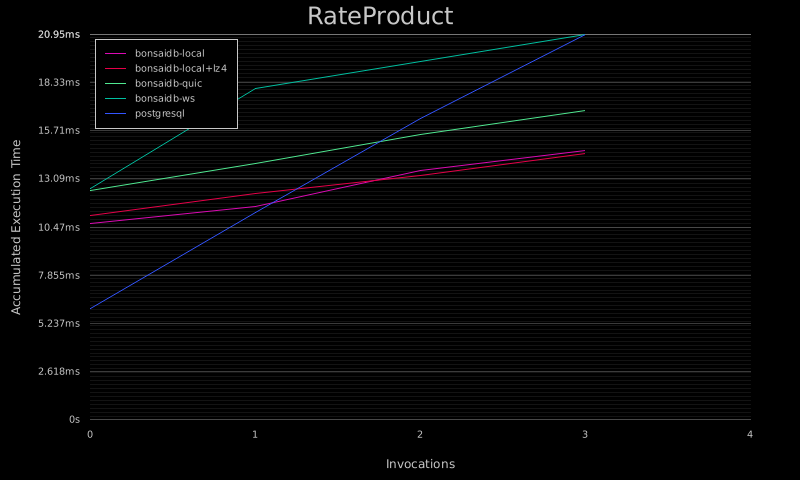 RateProduct
20.95ms
18.33ms
15.71ms
13.09ms
10.47ms
7.855ms
5.237ms
2.618ms
0s
bonsaidb-local
bonsaidb-local+lz4
bonsaidb-quic
bonsaidb-ws
postgresql
Accumulated Execution Time
0 1 2 3 4
Invocations